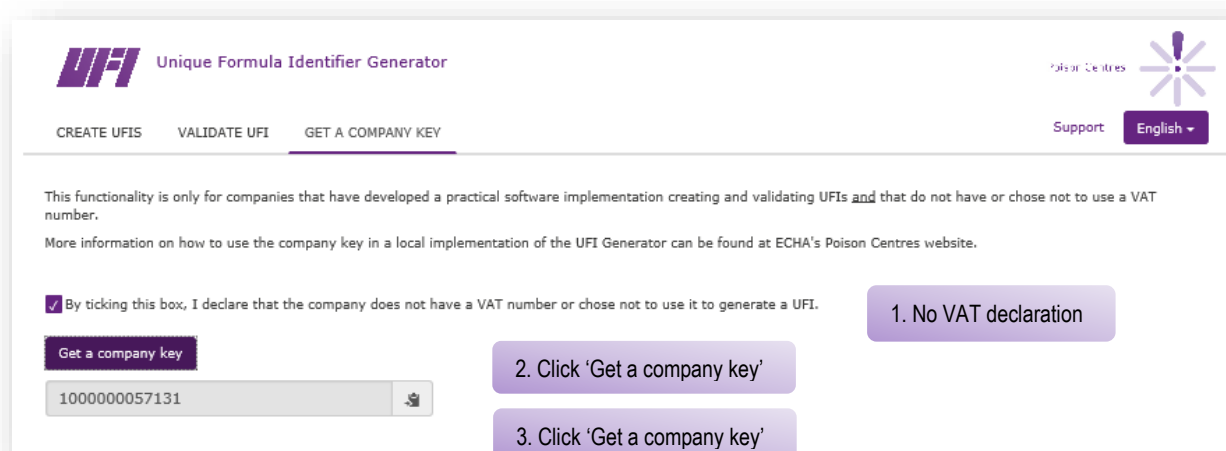 UFI Unique Formula Identifier Generator
Poison Centres
CREATE UFIS VALIDATE UFI GET A COMPANY KEY
Support English
This functionality is only for companies that have developed a practical software implementation creating and validating UFIs and that do not have or chose not to use a VAT
number.
More information on how to use the company key in a local implementation of the UFI Generator can be found at ECHA's Poison Centres website.
By ticking this box, I declare that the company does not have a VAT number or chose not to use it to generate a UFI.
1. No VAT declaration
Get a company key
2. Click ‘Get a company key’
1000000057131
3. Click ‘Get a company key’